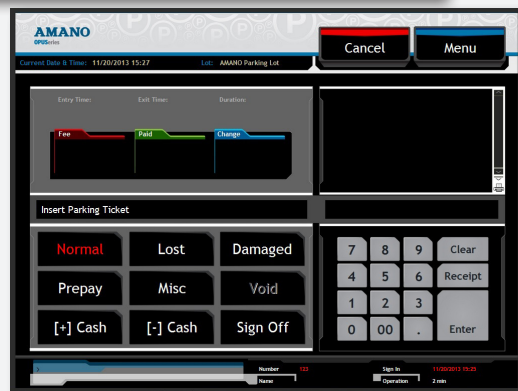 AMANO
OPUSeries
Cancel
Menu
Current Date & Time: 11/20/2013 15:27 Lot: AMANO Parking Lot
Entry Time: Exit Time: Duration:
Fee Paid Change
Insert Parking Ticket
Normal Lost Damaged
7 8 9 Clear
Prepay Misc Void
4 5 6 Receipt
1 2 3
[+] Cash [-] Cash Sign Off
0 00 . Enter
Number 123 Sign In 11/20/2013 15:25
Name Operation 2 min